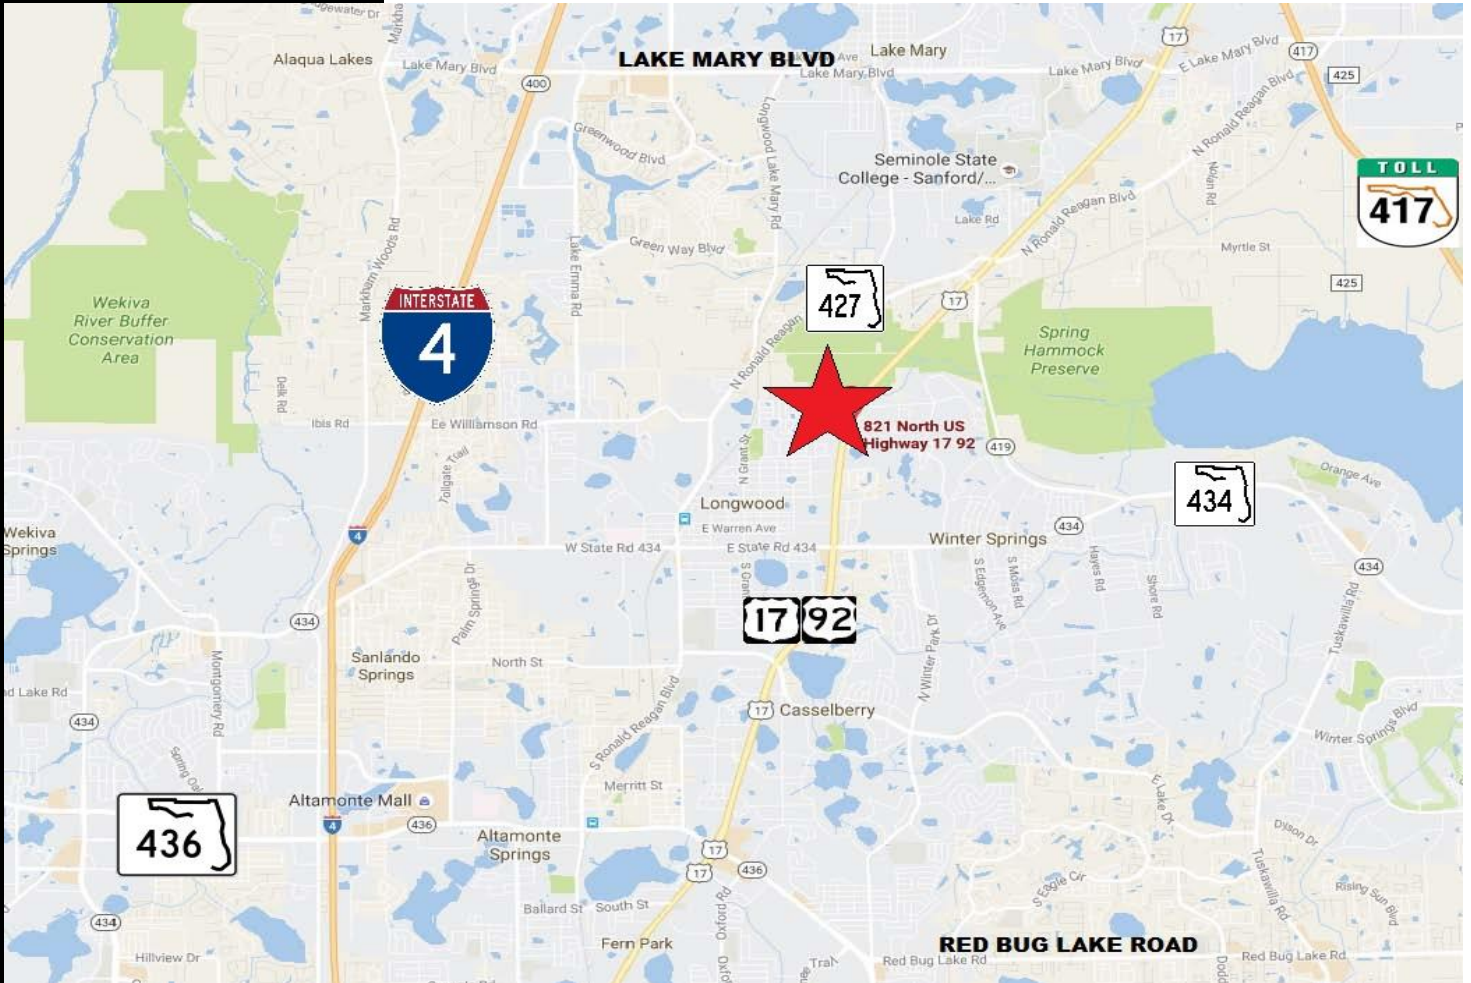 Markha
Alaqua Lakes
Lake Mary Blvd
400
LAKE MARY BLVD
Ave
Lake Mary
Lake Mary Blvd
17
Lake Mary Blvd
E Lake Mary Blvd
417
425
Greenwood Blvd
Longwood Lake Mary Rd
N Ronald Reagan Blvd
Seminole State
College - Sanford/...
TOLL
417
Nolan Rd
Markham Woods Rd
Lake Emma Rd
Green Way Blvd
Lake Rd
N Ronald Reagan Blvd
Myrtle St
425
Wekiva
River Buffer
Conservation
Area
INTERSTATE
4
427
17
N Ronald Reagan
Spring
Hammock
Preserve
Delk Rd
Ibis Rd
Ee Williamson Rd
Tollgate Trail
N Grant St
821 North US
Highway 17 92
419
434
Orange Ave
Longwood
E Warren Ave
W State Rd 434
E State Rd 434
Winter Springs
434
Wekiva
Springs
4
434
Palm Springs Dr
S Gran
17 92
S Edgemon Ave
S Moss Rd
Hayes Rd
Shore Rd
434
Tuskawilla Rd
Montgomery Rd
Sanlando
Springs
North St
N Winter Park Dr
Lake Rd
434
17
Casselberry
S Ronald Reagan Blvd
Winter Springs Blvd
Spring Oak
Merritt St
Altamonte Mall
E Lake Dr
436
4
436
Altamonte
Springs
17
17
436
Dyson Dr
Tuskawilla Rd
S Eagle Cir
Rising Sun Blvd
434
Ballard St
South St
Oxford Rd
Hillview Dr
Fern Park
RED BUG LAKE ROAD
Trail
Red Bug Lake Rd
Red Bug Lake Rd